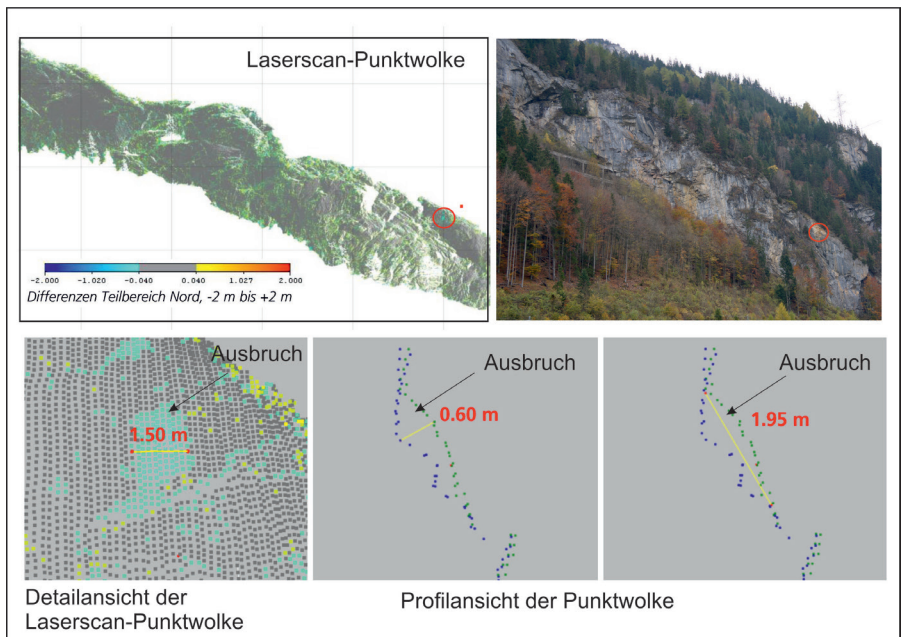 Laserscan-Punktwolke
-2.000 -1.020 -0.040 0.040 1.027 2.000
Differenzen Teilbereich Nord, -2 m bis +2 m
Ausbruch
1.50 m
Ausbruch
0.60 m
Ausbruch
1.95 m
Detailansicht der
Laserscan-Punktwolke
Profilansicht der Punktwolke